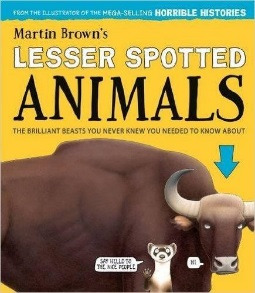 FROM THE ILLUSTRATOR OF THE MEGA-SELLING HORRIBLE HISTORIES
Martin Brown's
LESSER SPOTTED
ANIMALS
THE BRILLIANT BEASTS YOU NEVER KNEW YOU NEEDED TO KNOW ABOUT
SAY HELLO TO
THE NICE PEOPLE
HI